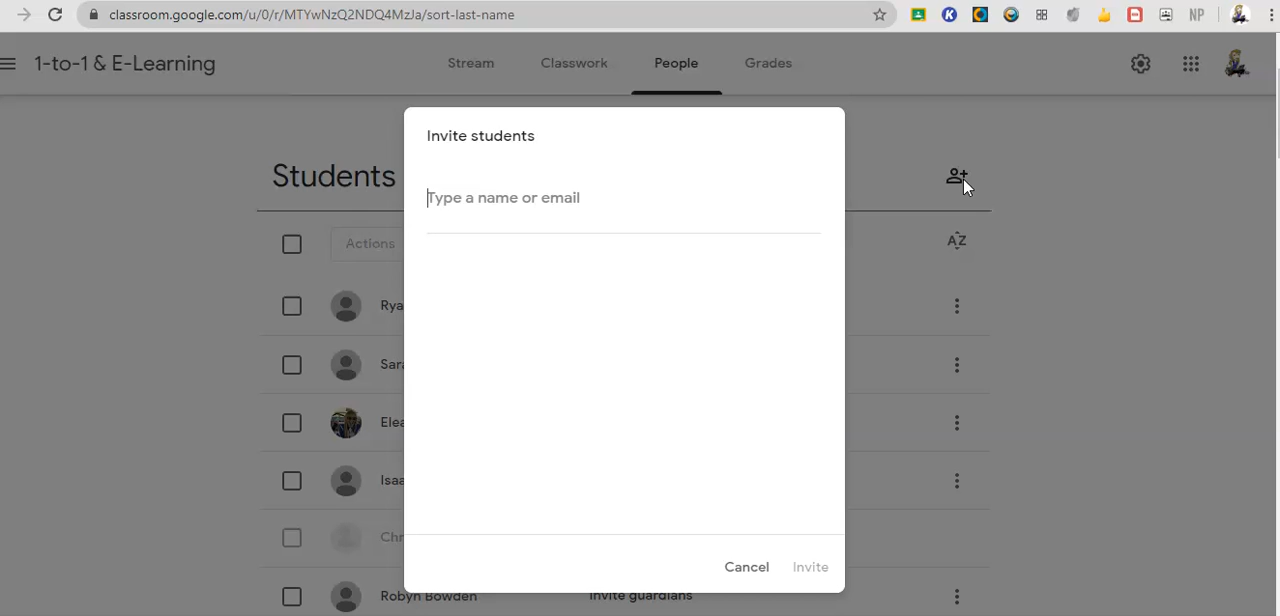 classroom.google.com/u/0/r/MTYwNzQ2NDQ4MzJa/sort-last-name
NP
1-to-1 & E-Learning
Stream
Classwork
People
Grades
Invite students
Students
Type a name or email
Actions
AZ
Rya
Sara
Elea
Isaa
Chr
Cancel
Invite
Robyn Bowden
Invite guardians